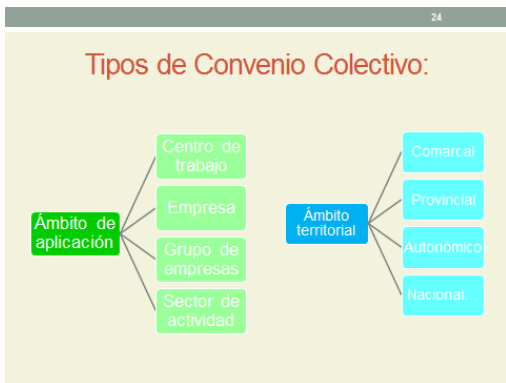 24
Tipos de Convenio Colectivo:
Ámbito de
aplicación
Centro de
trabajo
Empresa
Grupo de
empresas
Sector de
actividad
Ámbito
territorial
Comarcal
Provincial
Autonómico
Nacional...